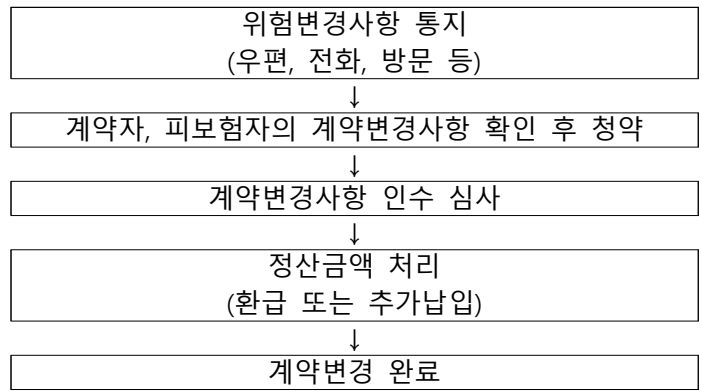 위험변경사항 통지
(우편, 전화, 방문 등)
↓
계약자, 피보험자의 계약변경사항 확인 후 청약
↓
계약변경사항 인수 심사
↓
정산금액 처리
(환급 또는 추가납입)
↓
계약변경 완료